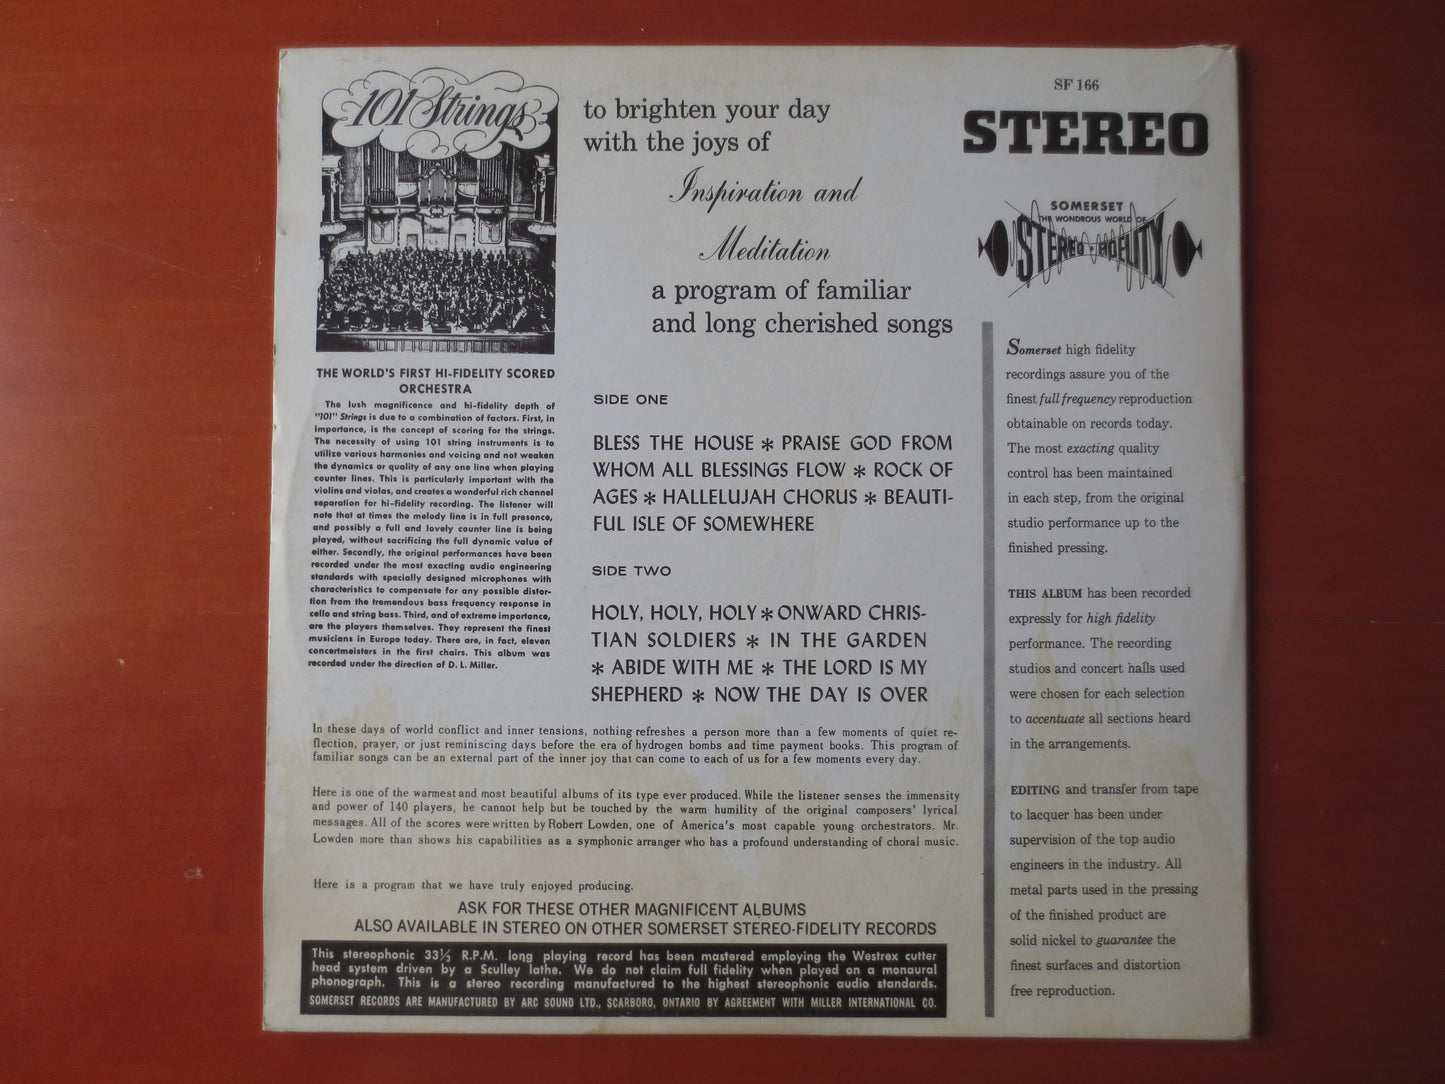 101 Strings
THE WORLD'S FIRST HI-FIDELITY SCORED
ORCHESTRA
The lush magnificence and hi-fidelity depth of
"101" Strings is due to a combination of factors. First, in
importance, is the concept of scoring for the strings.
The necessity of using 101 string instruments is to
utilize various harmonies and voicing and not weaken
the dynamics or quality of any one line when playing
counter lines. This is particularly important with the
violins and violas, and creates a wonderful rich channel
separation for hi-fidelity recording. The listener will
note that at times the melody line is in full presence,
and possibly a full and lovely counter line is being
played, without sacrificing the full dynamic value of
either. Secondly, the original performances have been
recorded under the most exacting audio engineering
standards with specially designed microphones with
characteristics to compensate for any possible distor-
tion from the tremendous bass frequency response in
cello and string bass. Third, and of extreme importance,
are the players themselves. They represent the finest
musicians in Europe today. There are, in fact, eleven
concertmeisters in the first chairs. This album was
recorded under the direction of D. L. Miller.
to brighten your day
with the joys of
Inspiration and
Meditation
a program of familiar
and long cherished songs
SIDE ONE
BLESS THE HOUSE * PRAISE GOD FROM
WHOM ALL BLESSINGS FLOW * ROCK OF
AGES * HALLELUJAH CHORUS * BEAUTI-
FUL ISLE OF SOMEWHERE
SIDE TWO
HOLY, HOLY, HOLY * ONWARD CHRIS-
TIAN SOLDIERS * IN THE GARDEN
* ABIDE WITH ME * THE LORD IS MY
SHEPHERD * NOW THE DAY IS OVER
In these days of world conflict and inner tensions, nothing refreshes a person more than a few moments of quiet re-
flection, prayer, or just reminiscing days before the era of hydrogen bombs and time payment books. This program of
familiar songs can be an external part of the inner joy that can come to each of us for a few moments every day.
Here is one of the warmest and most beautiful albums of its type ever produced. While the listener senses the immensity
and power of 140 players, he cannot help but be touched by the warm humility of the original composers' lyrical
messages. All of the scores were written by Robert Lowden, one of America's most capable young orchestrators. Mr.
Lowden more than shows his capabilities as a symphonic arranger who has a profound understanding of choral music.
Here is a program that we have truly enjoyed producing.
ASK FOR THESE OTHER MAGNIFICENT ALBUMS
ALSO AVAILABLE IN STEREO ON OTHER SOMERSET STEREO-FIDELITY RECORDS
This stereophonic 33⅓ R.P.M. long playing record has been mastered employing the Westrex cutter
head system driven by a Sculley lathe. We do not claim full fidelity when played on a monaural
phonograph. This is a stereo recording manufactured to the highest stereophonic audio standards.
SOMERSET RECORDS ARE MANUFACTURED BY ARC SOUND LTD., SCARBORO, ONTARIO BY AGREEMENT WITH MILLER INTERNATIONAL CO.
SF 166
STEREO
SOMERSET
THE WONDROUS WORLD OF
STEREO-FIDELITY
Somerset high fidelity
recordings assure you of the
finest full frequency reproduction
obtainable on records today.
The most exacting quality
control has been maintained
in each step, from the original
studio performance up to the
finished pressing.
THIS ALBUM has been recorded
expressly for high fidelity
performance. The recording
studios and concert halls used
were chosen for each selection
to accentuate all sections heard
in the arrangements.
EDITING and transfer from tape
to lacquer has been under
supervision of the top audio
engineers in the industry. All
metal parts used in the pressing
of the finished product are
solid nickel to guarantee the
finest surfaces and distortion
free reproduction.